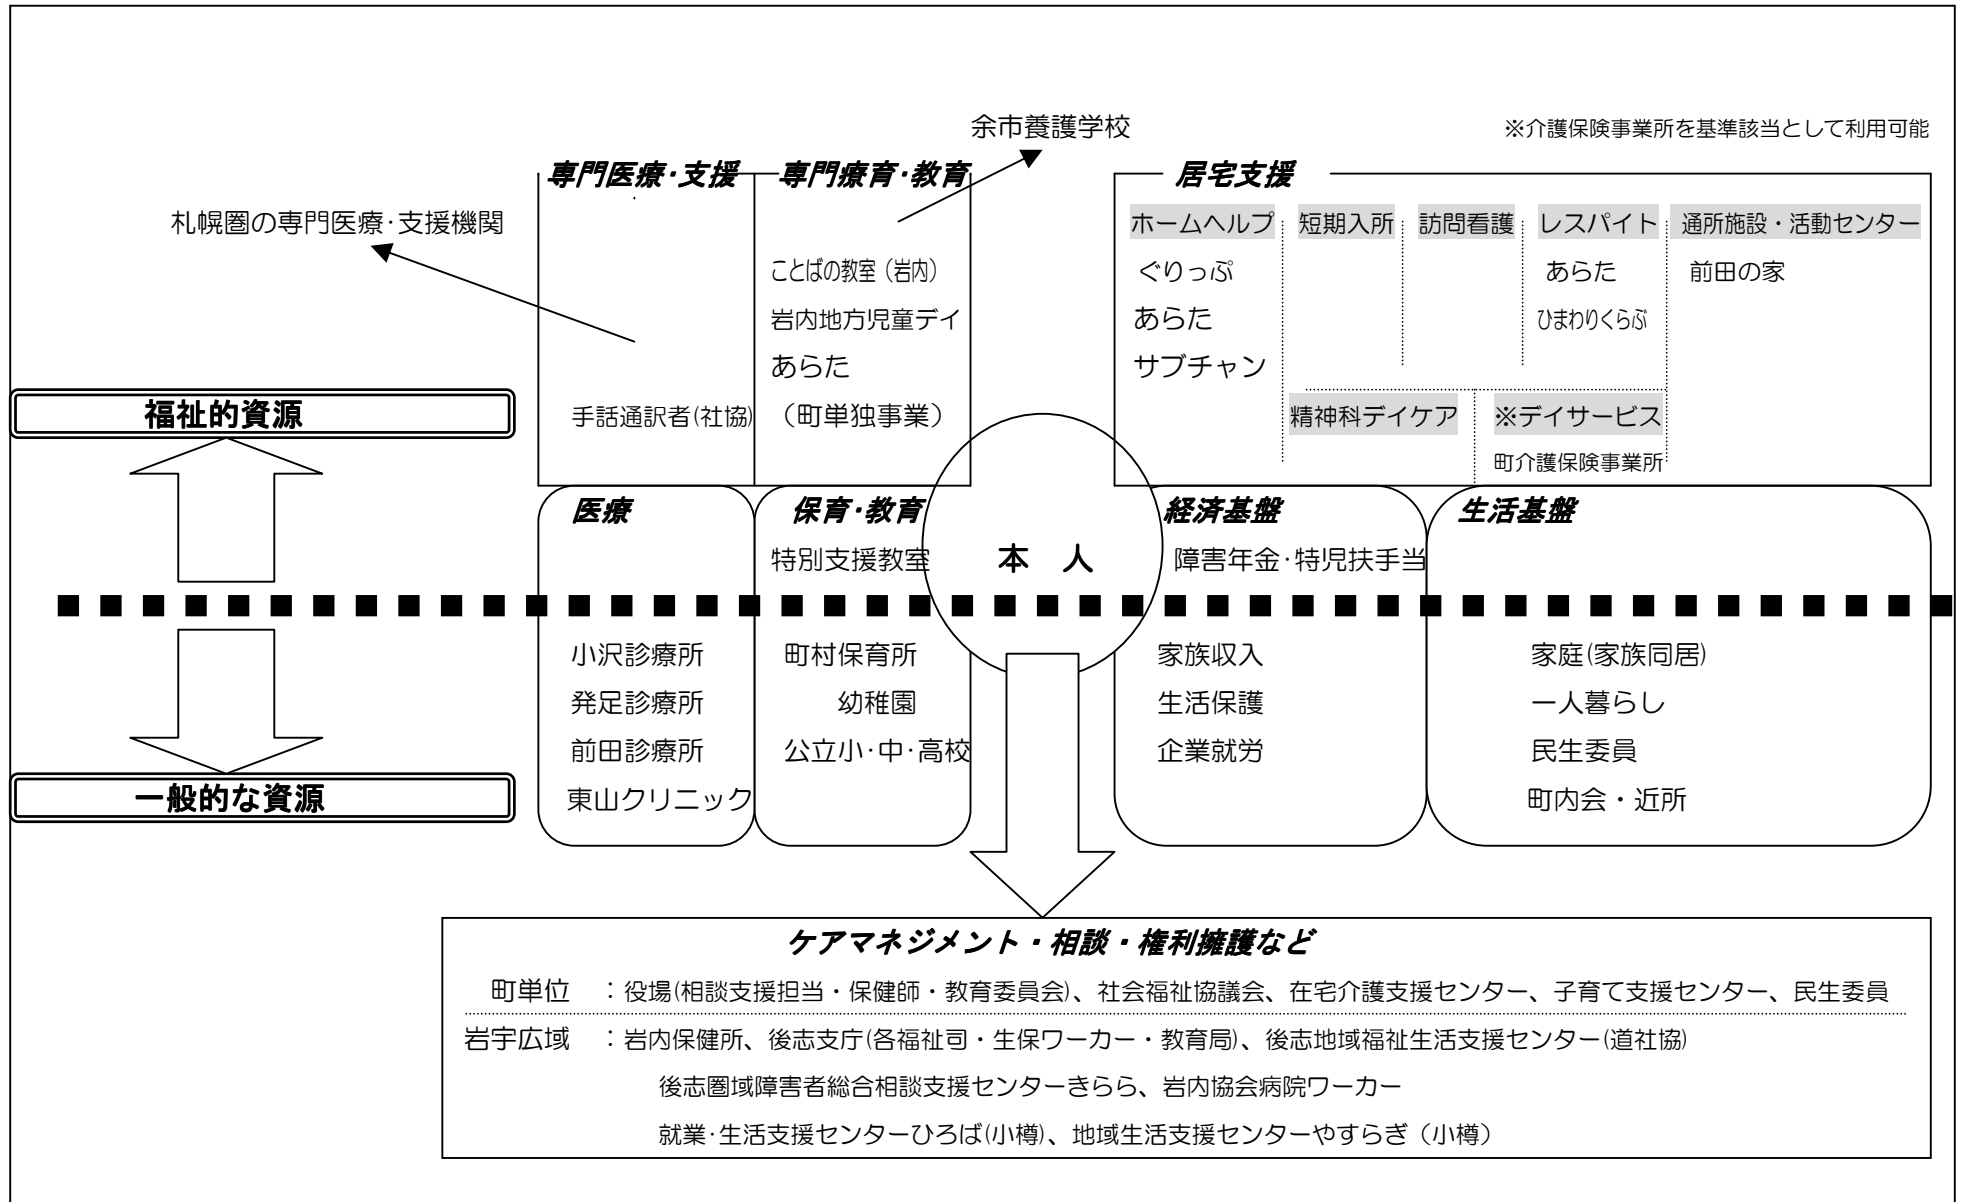 余市養護学校
※介護保険事業所を基準該当として利用可能
専門医療・支援
専門療育・教育
居宅支援
札幌圏の専門医療・支援機関
ことばの教室（岩内）
岩内地方児童デイ
あらた
（町単独事業）
手話通訳者(社協)
ホームヘルプ
ぐりっぷ
あらた
サブチャン
短期入所
訪問看護
レスパイト
あらた
ひまわりくらぶ
通所施設・活動センター
前田の家
精神科デイケア
※デイサービス
町介護保険事業所
福祉的資源
医療
保育・教育
特別支援教室
本　人
経済基盤
障害年金・特児扶手当
生活基盤
小沢診療所
発足診療所
前田診療所
東山クリニック
町村保育所
幼稚園
公立小・中・高校
家族収入
生活保護
企業就労
家庭(家族同居)
一人暮らし
民生委員
町内会・近所
一般的な資源
ケアマネジメント・相談・権利擁護など
町単位　：役場(相談支援担当・保健師・教育委員会)、社会福祉協議会、在宅介護支援センター、子育て支援センター、民生委員
岩宇広域　：岩内保健所、後志支庁(各福祉司・生保ワーカー・教育局)、後志地域福祉生活支援センター(道社協)
後志圏域障害者総合相談支援センターきらら、岩内協会病院ワーカー
就業・生活支援センターひろば(小樽)、地域生活支援センターやすらぎ（小樽）